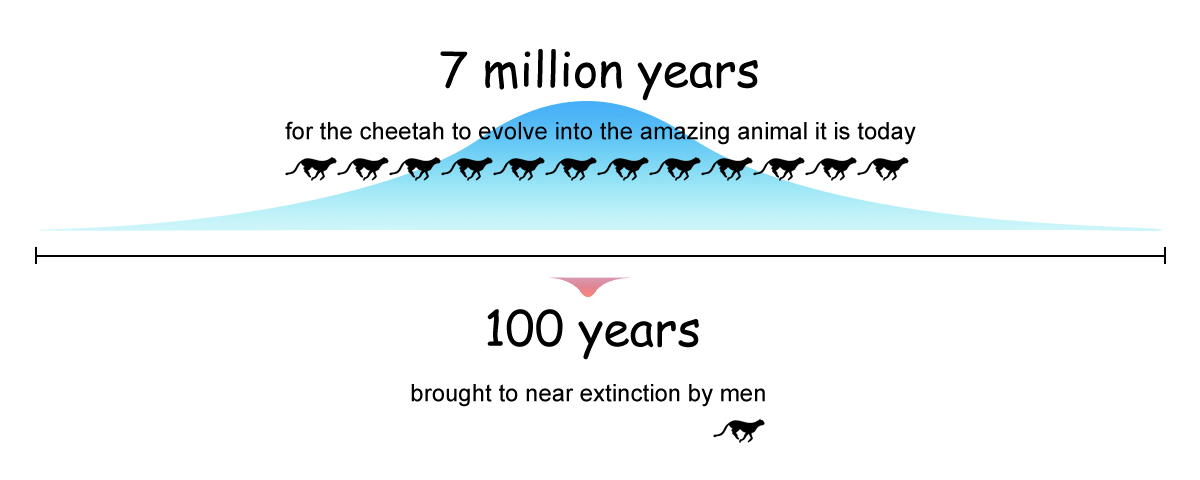 7 million years
for the cheetah to evolve into the amazing animal it is today
100 years
brought to near extinction by men